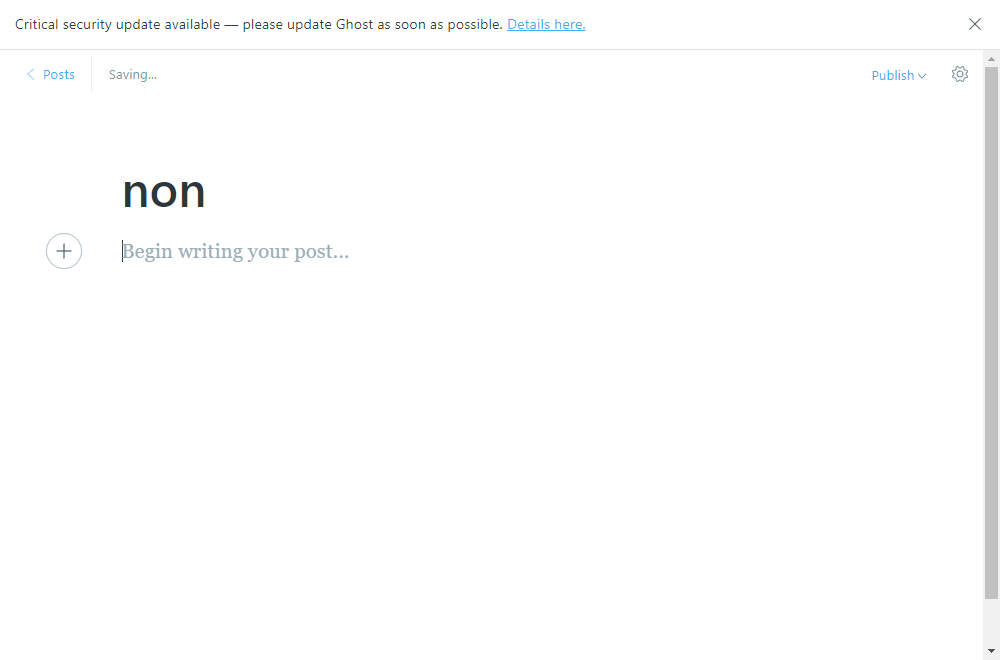 Critical security update available — please update Ghost as soon as possible. Details here.
Posts
Saving...
Publish
non
Begin writing your post...